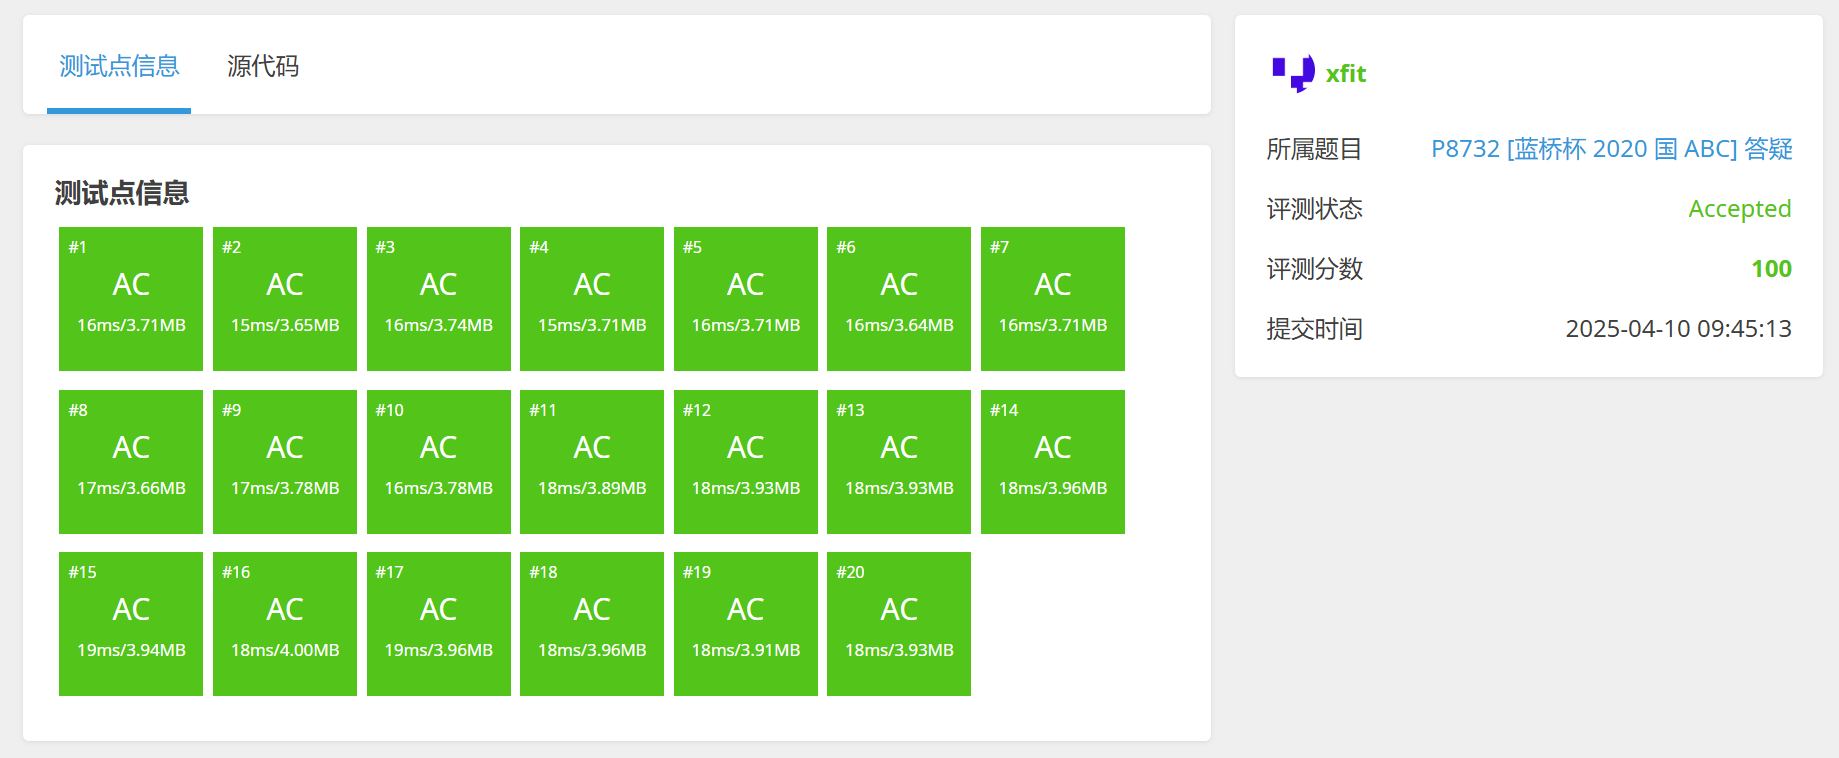 测试点信息 源代码
测试点信息
#1 #2 #3 #4 #5 #6 #7
AC AC AC AC AC AC AC
16ms/3.71MB 15ms/3.65MB 16ms/3.74MB 15ms/3.71MB 16ms/3.71MB 16ms/3.64MB 16ms/3.71MB
#8 #9 #10 #11 #12 #13 #14
AC AC AC AC AC AC AC
17ms/3.66MB 17ms/3.78MB 16ms/3.78MB 18ms/3.89MB 18ms/3.93MB 18ms/3.93MB 18ms/3.96MB
#15 #16 #17 #18 #19 #20
AC AC AC AC AC AC
19ms/3.94MB 18ms/4.00MB 19ms/3.96MB 18ms/3.96MB 18ms/3.91MB 18ms/3.93MB
xfit
所属题目 P8732 [蓝桥杯 2020 国 ABC] 答疑
评测状态 Accepted
评测分数 100
提交时间 2025-04-10 09:45:13